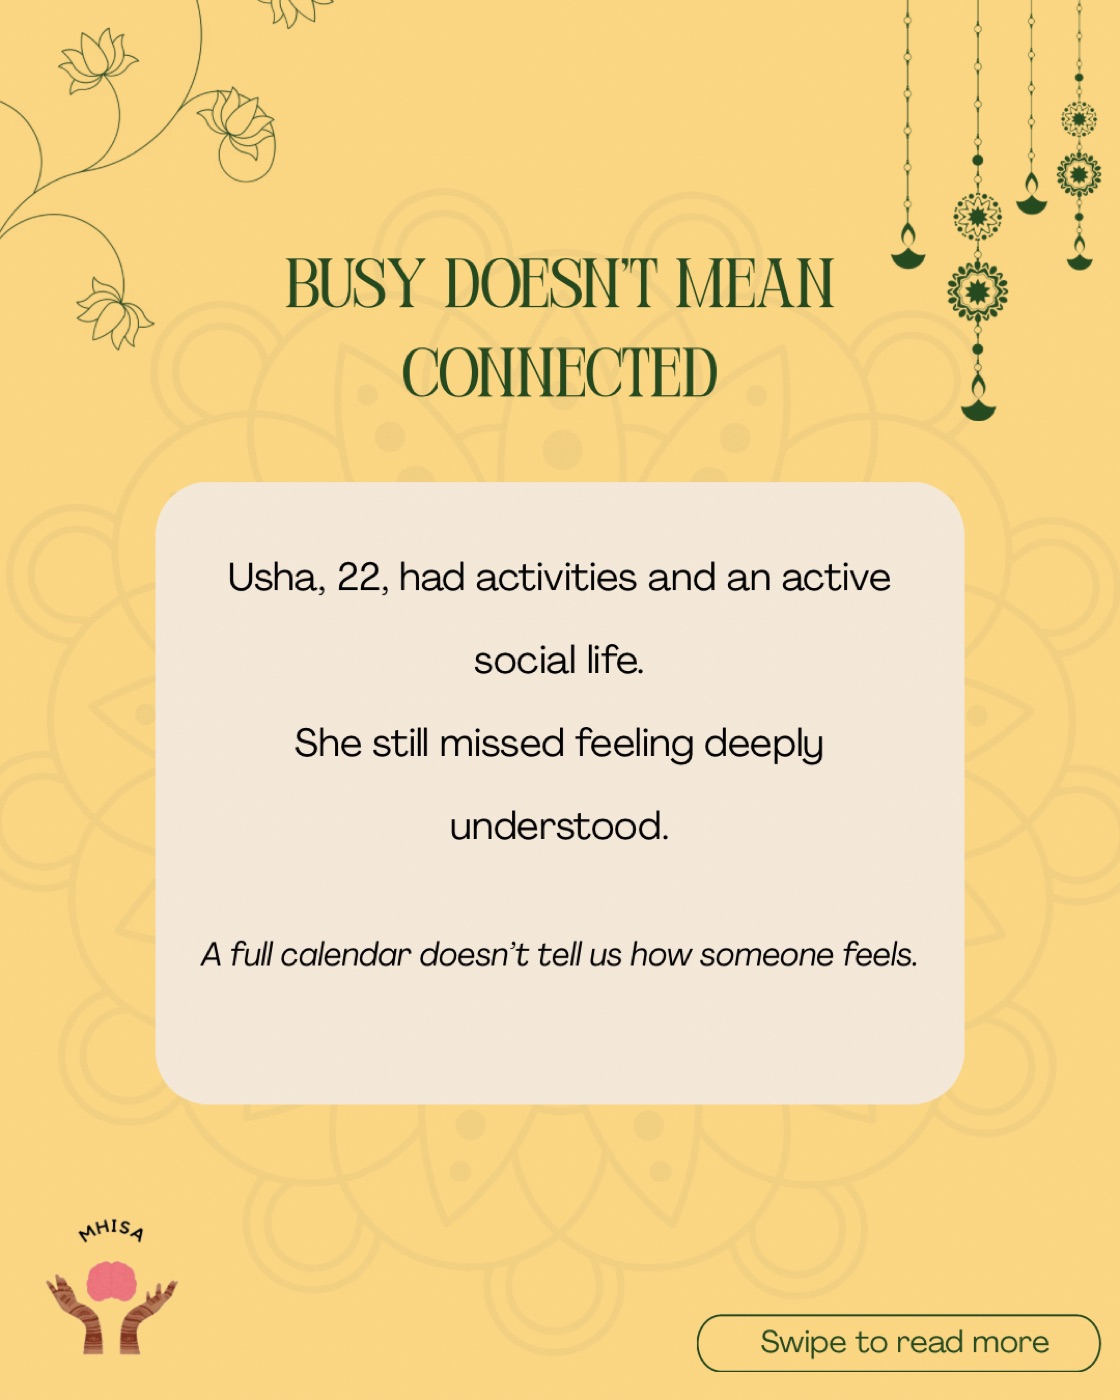 BUSY DOESN'T MEAN
CONNECTED
Usha, 22, had activities and an active
social life.
She still missed feeling deeply
understood.
A full calendar doesn't tell us how someone feels.
MHISA
Swipe to read more